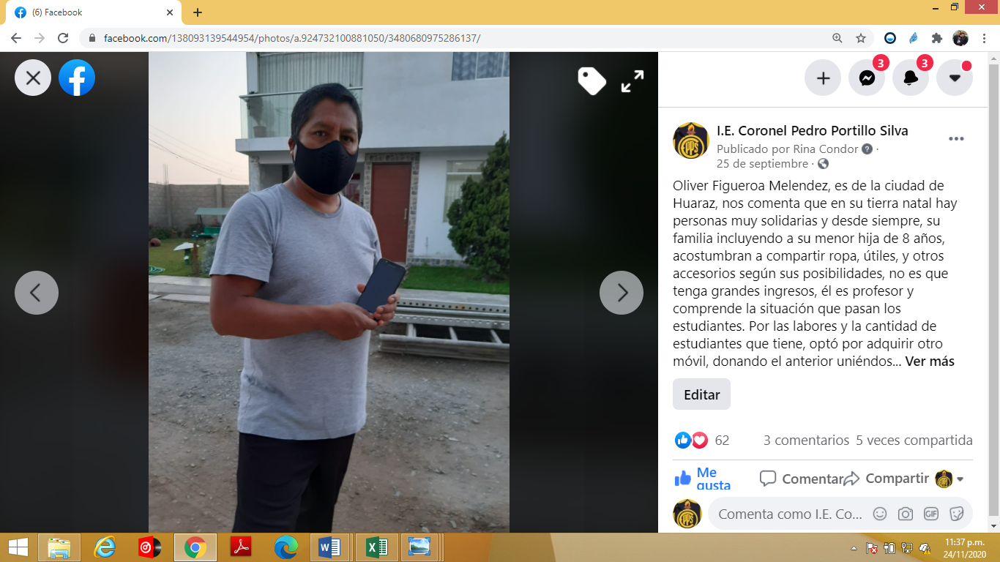 (6) Facebook
facebook.com/138093139544954/photos/a.924732100881050/3480680975286137/
3
3
I.E. Coronel Pedro Portillo Silva
Publicado por Rina Condor ·
25 de septiembre ·
Oliver Figueroa Melendez, es de la ciudad de
Huaraz, nos comenta que en su tierra natal hay
personas muy solidarias y desde siempre, su
familia incluyendo a su menor hija de 8 años,
acostumbran a compartir ropa, útiles, y otros
accesorios según sus posibilidades, no es que
tenga grandes ingresos, él es profesor y
comprende la situación que pasan los
estudiantes. Por las labores y la cantidad de
estudiantes que tiene, optó por adquirir otro
móvil, donando el anterior uniéndos... Ver más
Editar
62 3 comentarios 5 veces compartida
Me gusta
Comentar
Compartir
Comenta como I.E. Co...
GIF
11:37 p.m.
24/11/2020